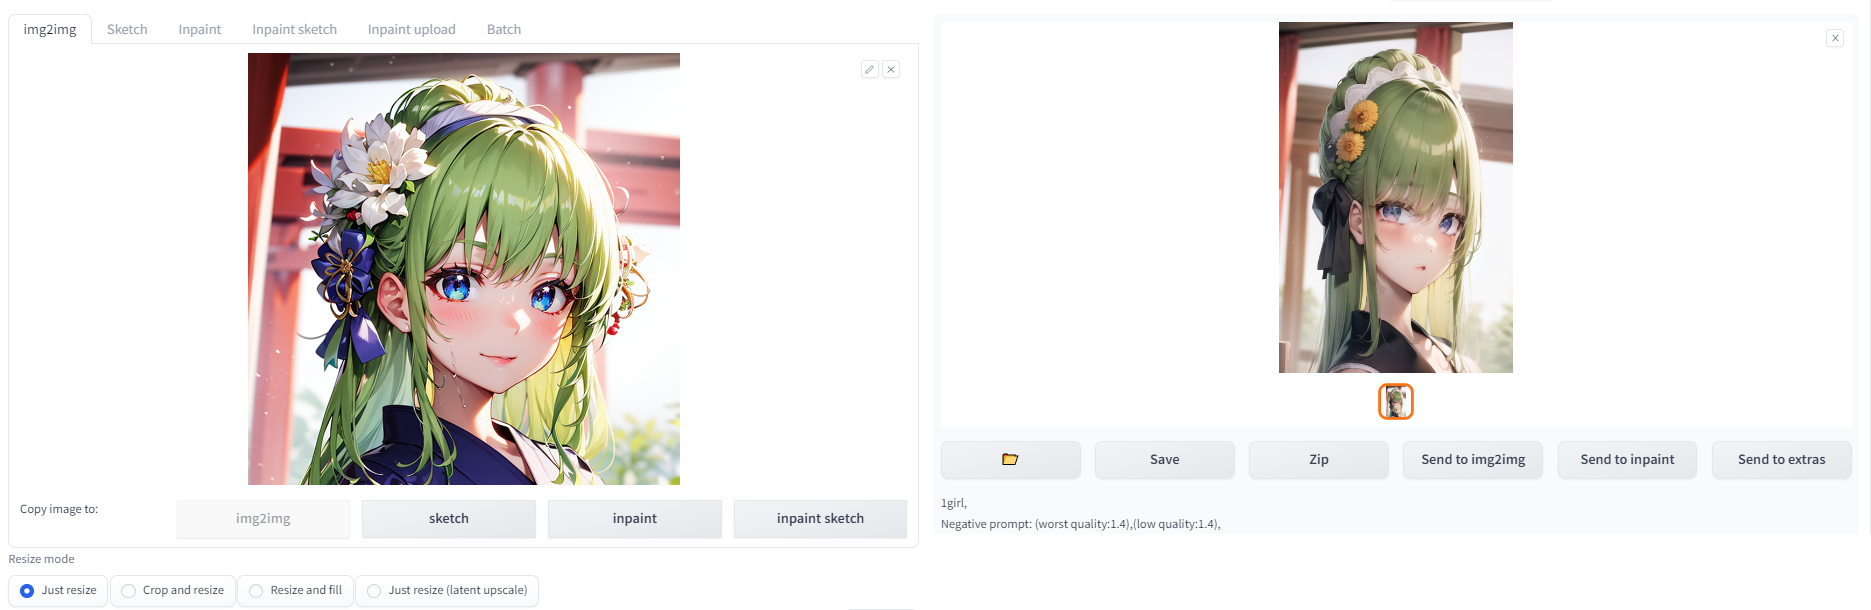 img2img
Sketch
Inpaint
Inpaint sketch
Inpaint upload
Batch
Copy image to:
img2img
sketch
inpaint
inpaint sketch
Resize mode
Just resize
Crop and resize
Resize and fill
Just resize (latent upscale)
Save
Zip
Send to img2img
Send to inpaint
Send to extras
1girl,
Negative prompt: (worst quality:1.4),(low quality:1.4),